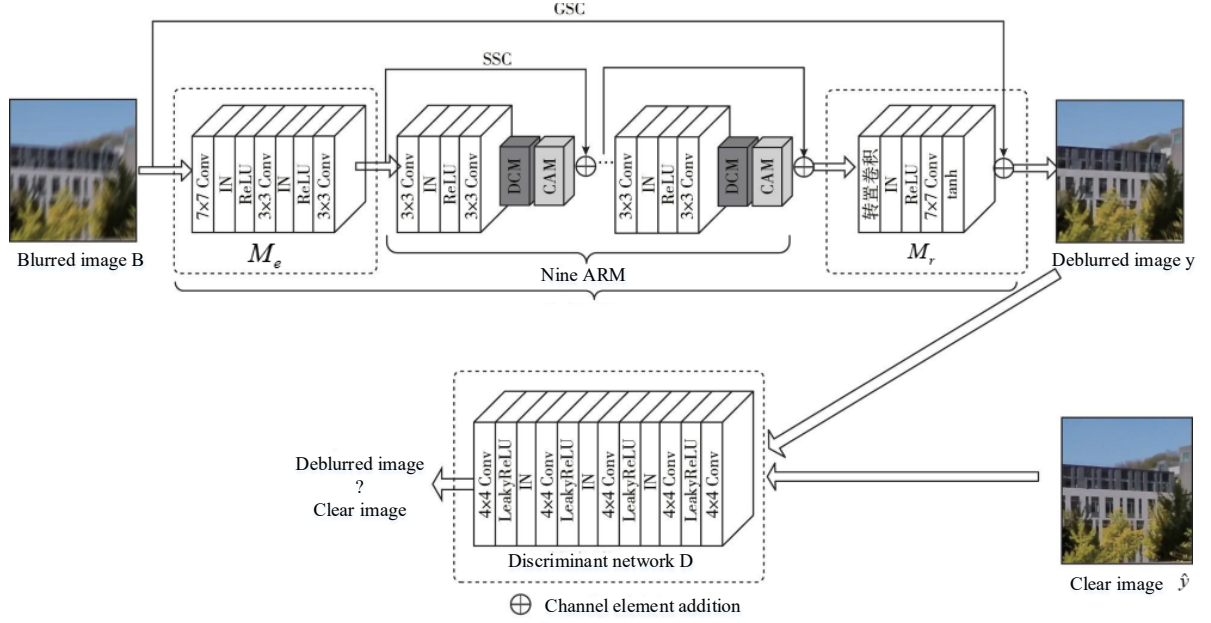 GSC
SSC
7×7 Conv
IN
ReLU
3×3 Conv
IN
ReLU
3×3 Conv
3×3 Conv
IN
ReLU
3×3 Conv
DCM
CAM
...
3×3 Conv
IN
ReLU
3×3 Conv
DCM
CAM
转置卷积
IN
ReLU
7×7 Conv
tanh
Blurred image B
M_e
Nine ARM
M_r
Deblurred image y
Deblurred image
?
Clear image
4×4 Conv
LeakyReLU
IN
4×4 Conv
LeakyReLU
IN
4×4 Conv
LeakyReLU
IN
4×4 Conv
LeakyReLU
4×4 Conv
Discriminant network D
Clear image ŷ
⊕ Channel element addition